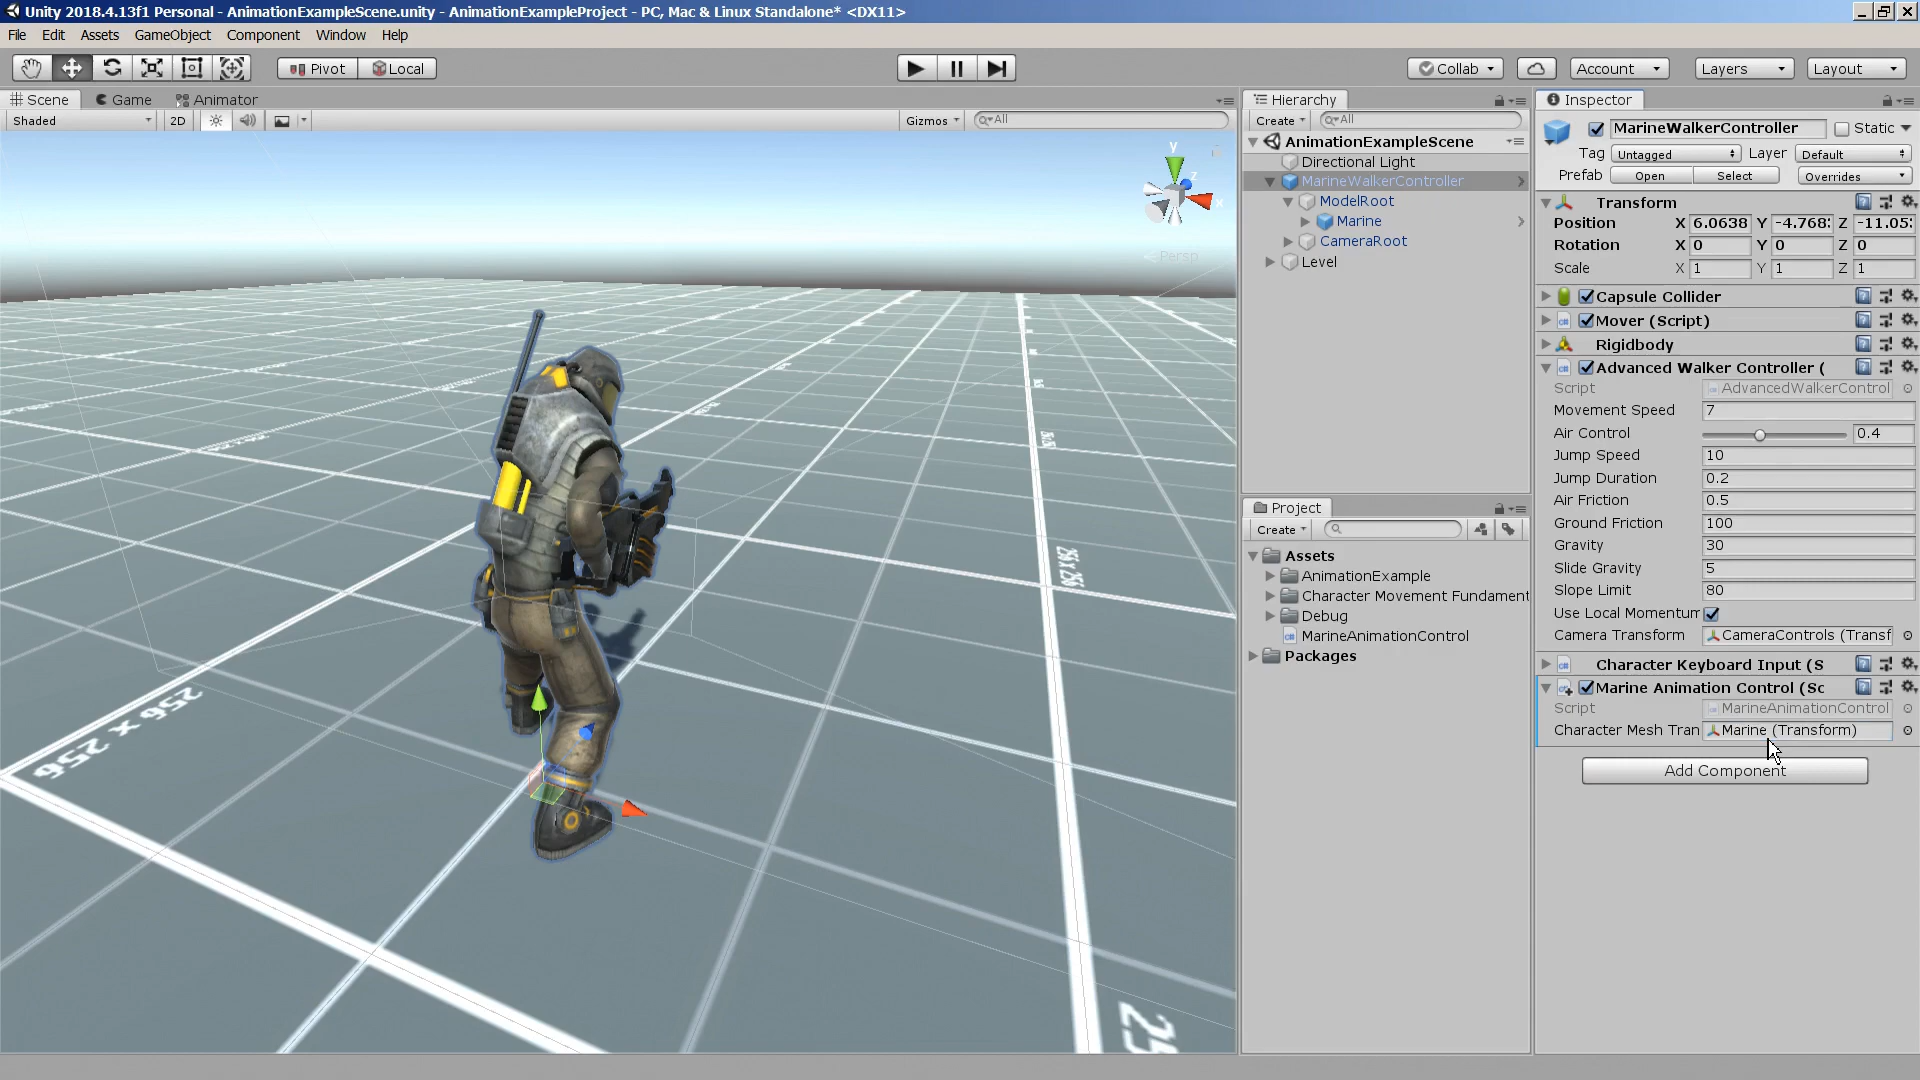 Unity 2018.4.13f1 Personal - AnimationExampleScene.unity - AnimationExampleProject - PC, Mac & Linux Standalone* <DX11>
File Edit Assets GameObject Component Window Help
Pivot Local Collab Account Layers Layout
Scene Game Animator
Shaded 2D Gizmos All
y
z
x
Persp
256 x 256
256 x 256
Hierarchy
Create All
AnimationExampleScene
Directional Light
MarineWalkerController
ModelRoot
Marine
CameraRoot
Level
Project
Create
Assets
AnimationExample
Character Movement Fundament
Debug
MarineAnimationControl
Packages
Inspector
MarineWalkerController Static
Tag Untagged Layer Default
Prefab Open Select Overrides
Transform
Position X 6.0638 Y -4.768 Z -11.05
Rotation X 0 Y 0 Z 0
Scale X 1 Y 1 Z 1
Capsule Collider
Mover (Script)
Rigidbody
Advanced Walker Controller (
Script AdvancedWalkerControl
Movement Speed 7
Air Control 0.4
Jump Speed 10
Jump Duration 0.2
Air Friction 0.5
Ground Friction 100
Gravity 30
Slide Gravity 5
Slope Limit 80
Use Local Momentum
Camera Transform CameraControls (Transf
Character Keyboard Input (S
Marine Animation Control (Sc
Script MarineAnimationControl
Character Mesh Tran Marine (Transform)
Add Component